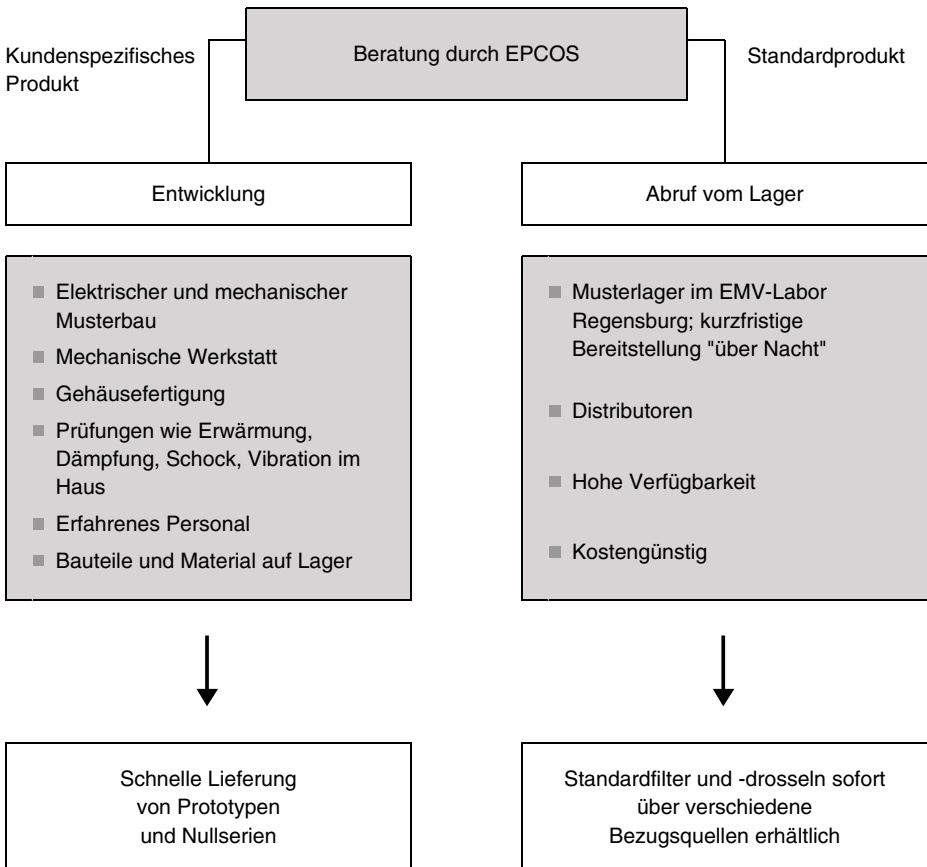 Beratung durch EPCOS
Kundenspezifisches
Produkt
Standardprodukt
Entwicklung
Elektrischer und mechanischer
Musterbau
Mechanische Werkstatt
Gehäusefertigung
Prüfungen wie Erwärmung,
Dämpfung, Schock, Vibration im
Haus
Erfahrenes Personal
Bauteile und Material auf Lager
Schnelle Lieferung
von Prototypen
und Nullserien
Abruf vom Lager
Musterlager im EMV-Labor
Regensburg; kurzfristige
Bereitstellung "über Nacht"
Distributoren
Hohe Verfügbarkeit
Kostengünstig
Standardfilter und -drosseln sofort
über verschiedene
Bezugsquellen erhältlich